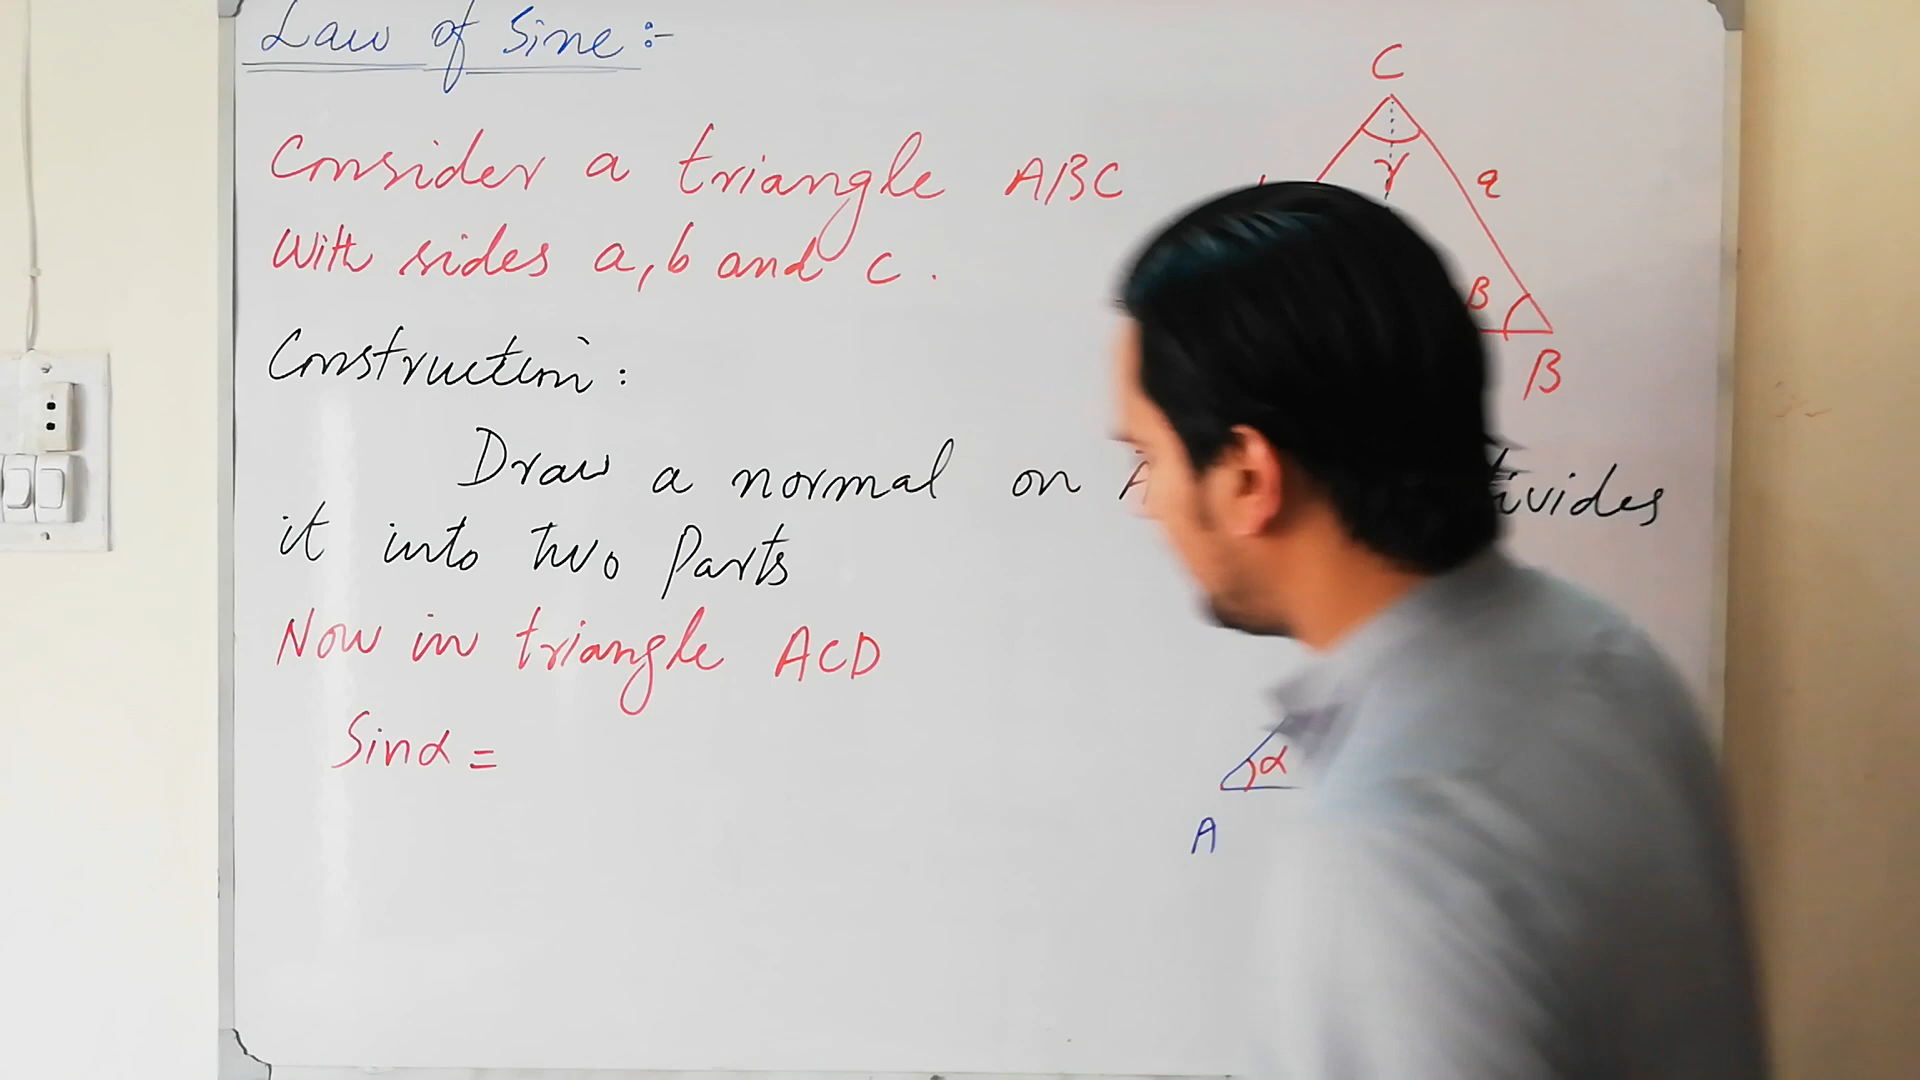 Law of Sine :-
Consider a triangle ABC
With sides a, b and c .
Construction :
Draw a normal on A
it into two Parts
Now in triangle ACD
Sinα =
C
γ
a
β
B
α
A